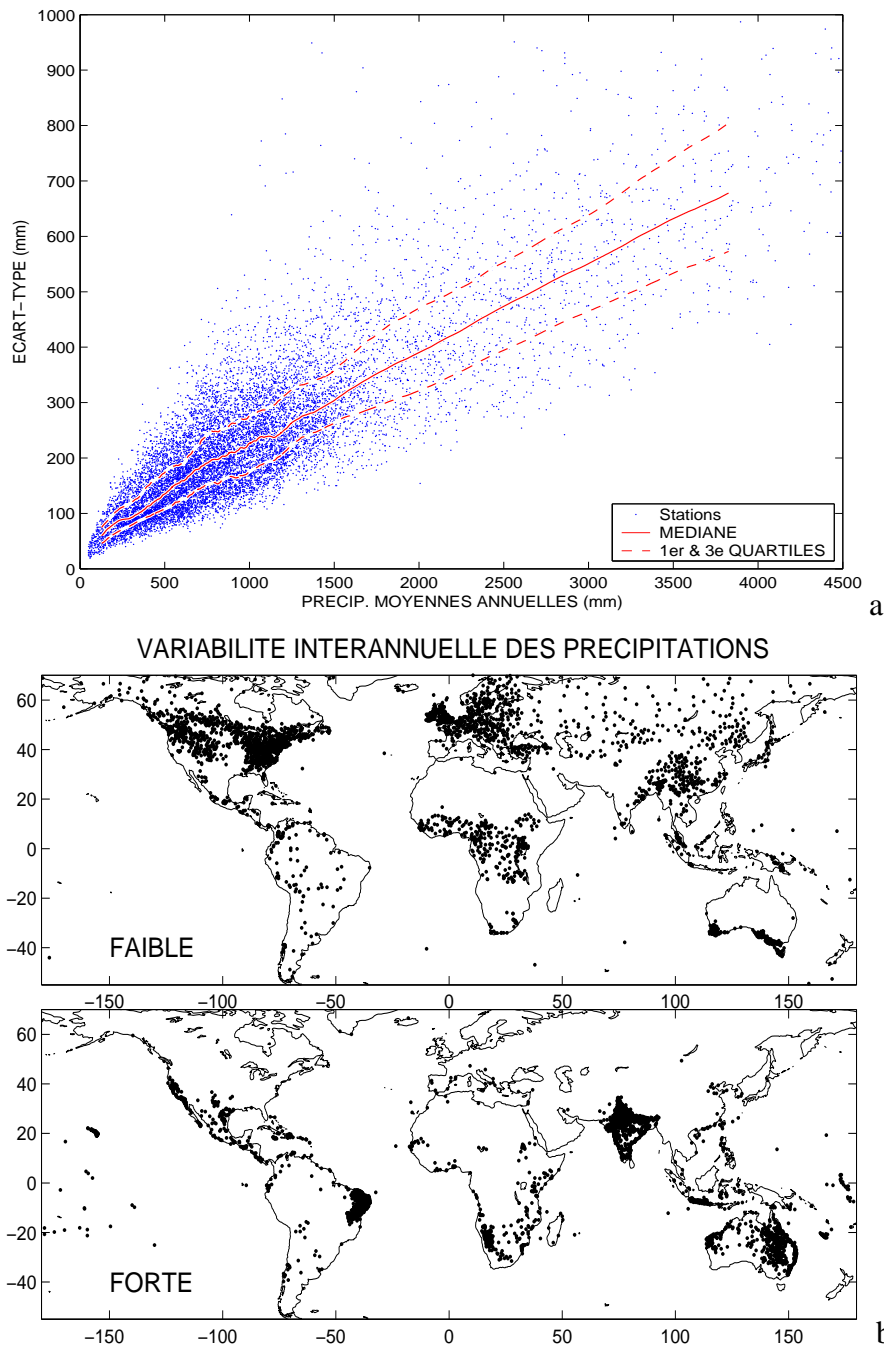 1000
900
800
700
600
500
400
300
200
100
0
ECART−TYPE (mm)
0 500 1000 1500 2000 2500 3000 3500 4000 4500
PRECIP. MOYENNES ANNUELLES (mm)
Stations
MEDIANE
1er & 3e QUARTILES
a
VARIABILITE INTERANNUELLE DES PRECIPITATIONS
60
40
20
0
−20
−40
FAIBLE
−150 −100 −50 0 50 100 150
60
40
20
0
−20
−40
FORTE
−150 −100 −50 0 50 100 150
b